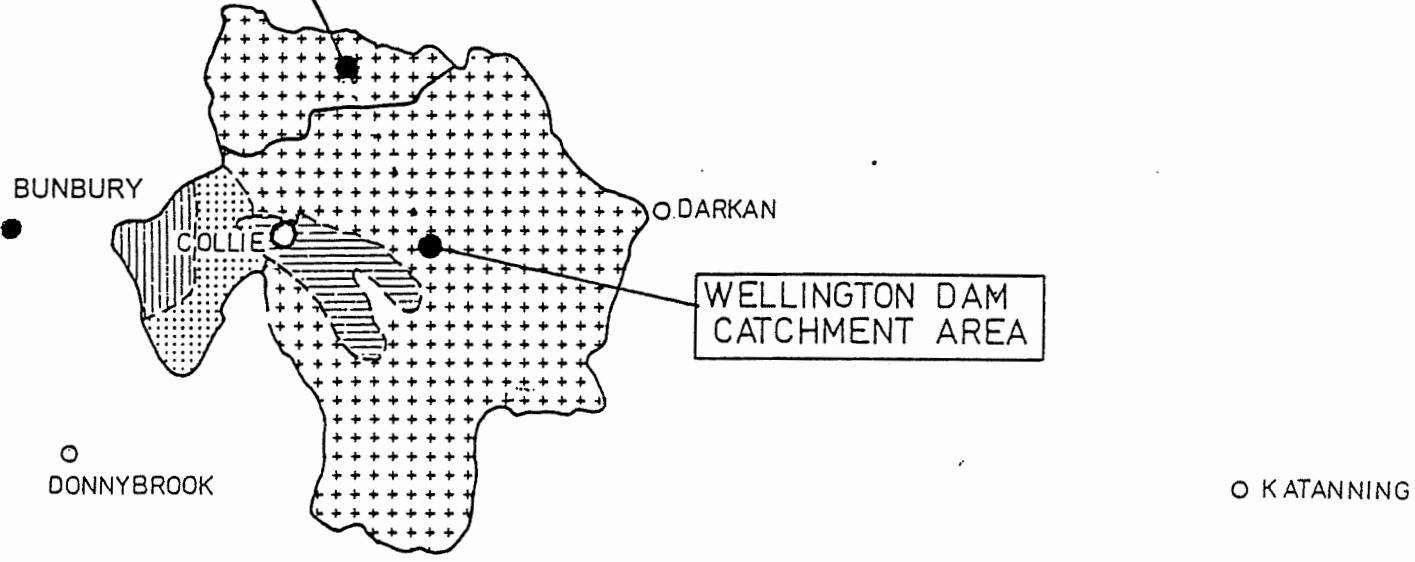 BUNBURY
DARKAN
COLLIE
WELLINGTON DAM
CATCHMENT AREA
DONNYBROOK
KATANNING